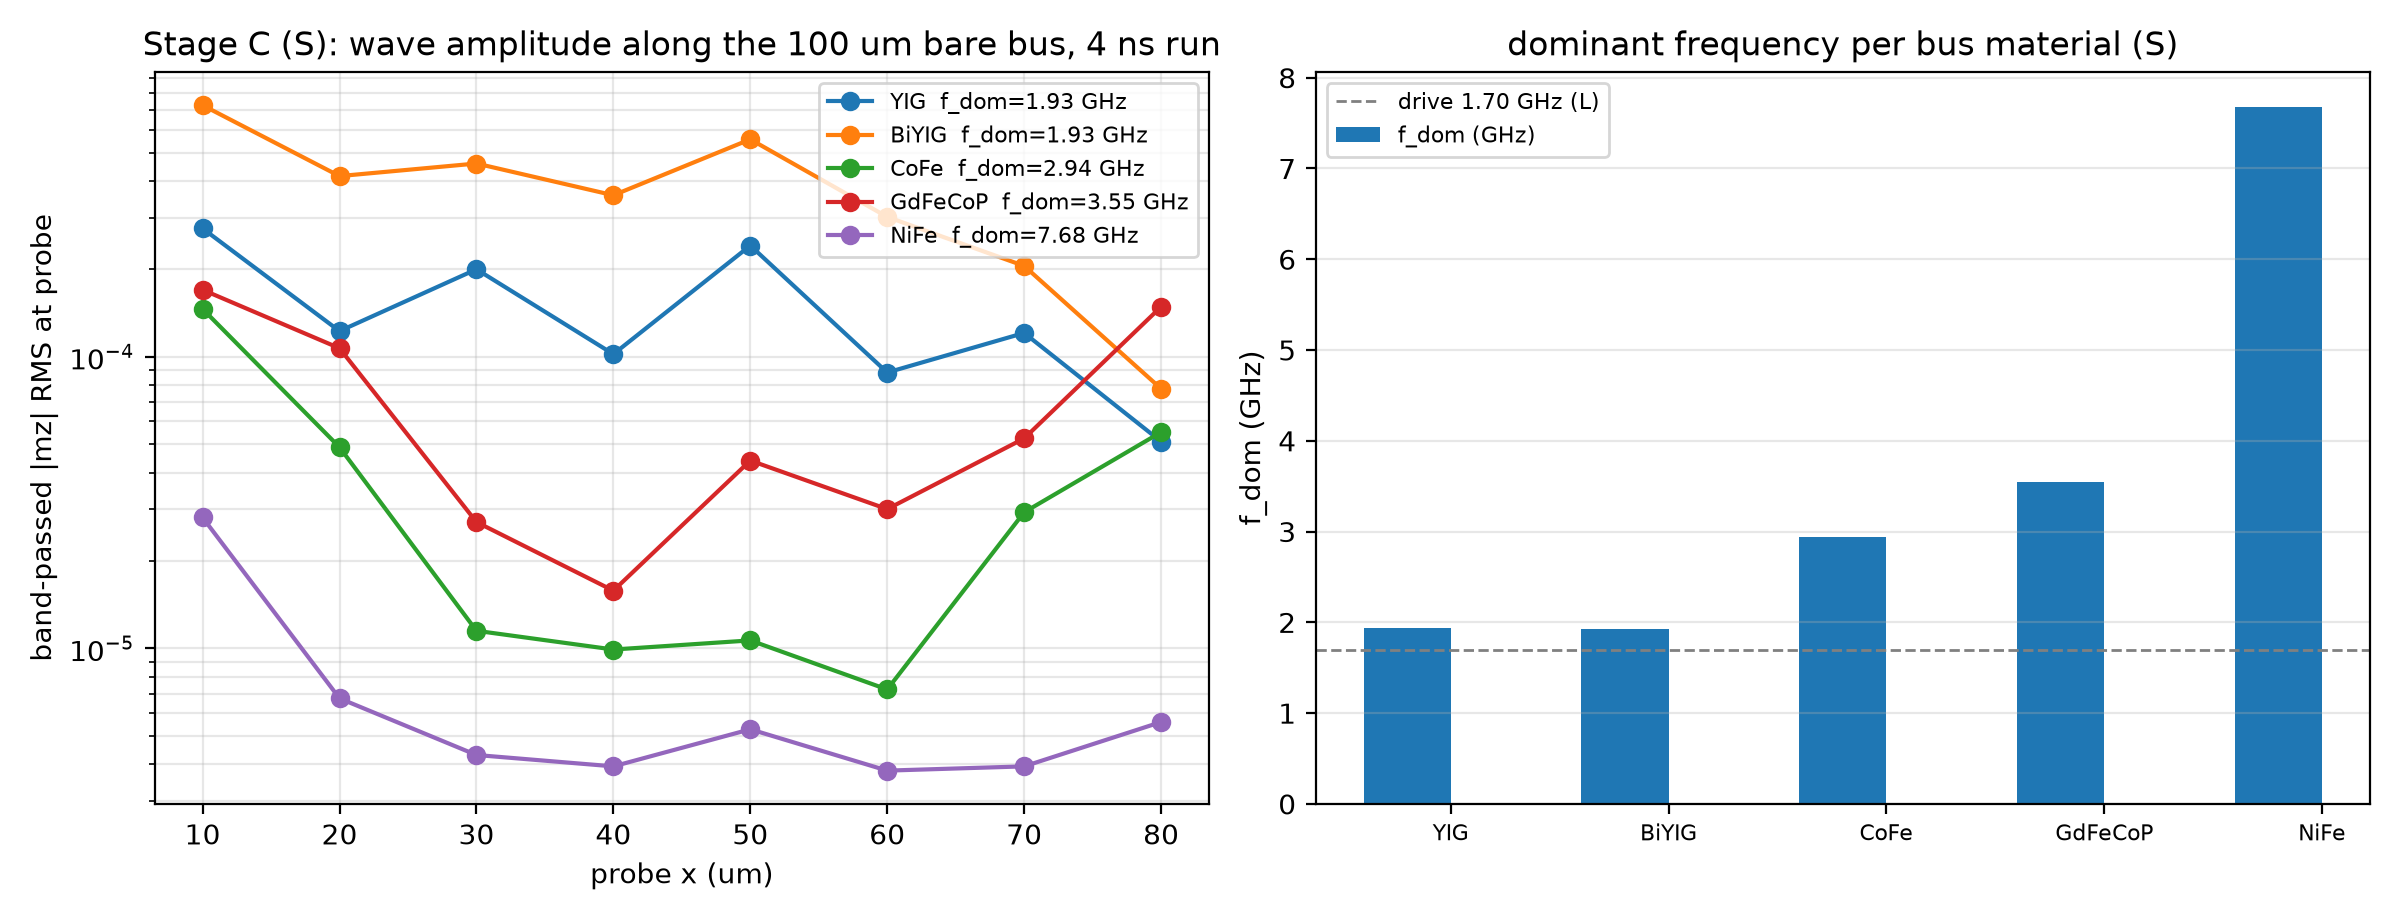 Stage C (S): wave amplitude along the 100 um bare bus, 4 ns run
band-passed |mz| RMS at probe
10⁻⁴
10⁻⁵
YIG f_dom=1.93 GHz
BiYIG f_dom=1.93 GHz
CoFe f_dom=2.94 GHz
GdFeCoP f_dom=3.55 GHz
NiFe f_dom=7.68 GHz
10 20 30 40 50 60 70 80
probe x (um)
dominant frequency per bus material (S)
f_dom (GHz)
8
7
6
5
4
3
2
1
0
drive 1.70 GHz (L)
f_dom (GHz)
YIG BiYIG CoFe GdFeCoP NiFe